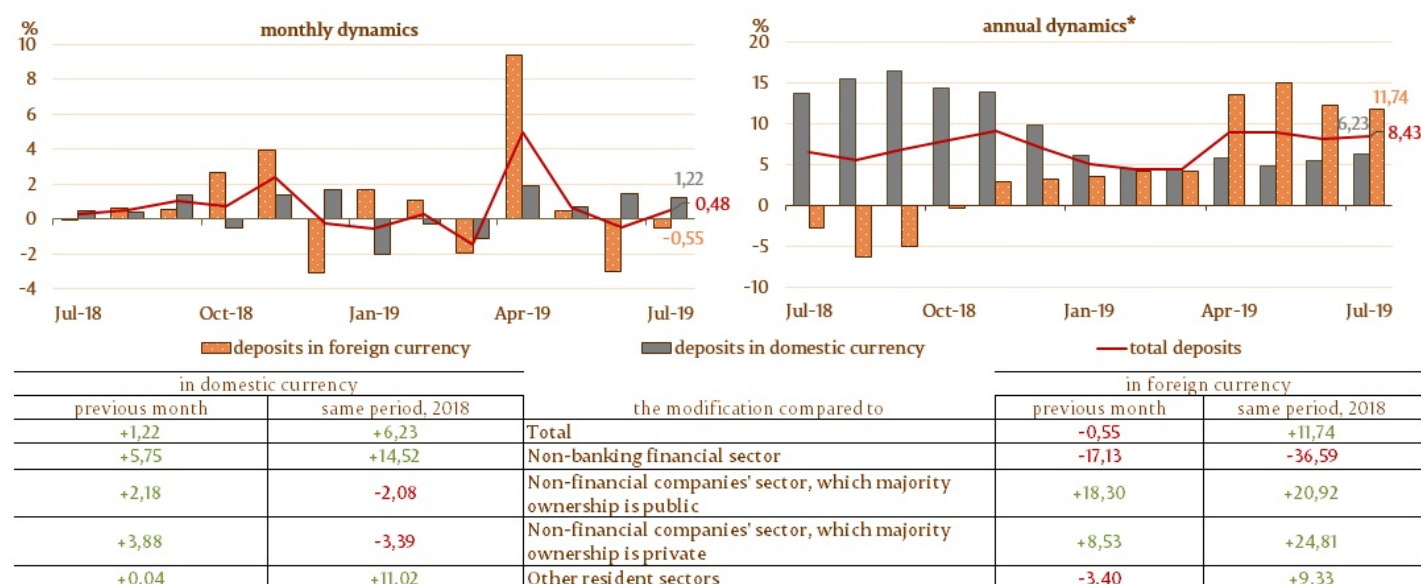 monthly dynamics
%
10
8
6
4
2
0
-2
-4
1,22
0,48
-0,55
Jul-18 Oct-18 Jan-19 Apr-19 Jul-19
annual dynamics*
%
20
15
10
5
0
-5
-10
11,74
6,23
8,43
Jul-18 Oct-18 Jan-19 Apr-19 Jul-19
deposits in foreign currency deposits in domestic currency total deposits
in domestic currency in foreign currency
previous month same period, 2018 the modification compared to previous month same period, 2018
+1,22 +6,23 Total -0,55 +11,74
+5,75 +14,52 Non-banking financial sector -17,13 -36,59
+2,18 -2,08 Non-financial companies' sector, which majority
ownership is public +18,30 +20,92
+3,88 -3,39 Non-financial companies' sector, which majority
ownership is private +8,53 +24,81
+0,04 +11,02 Other resident sectors -3,40 +9,33